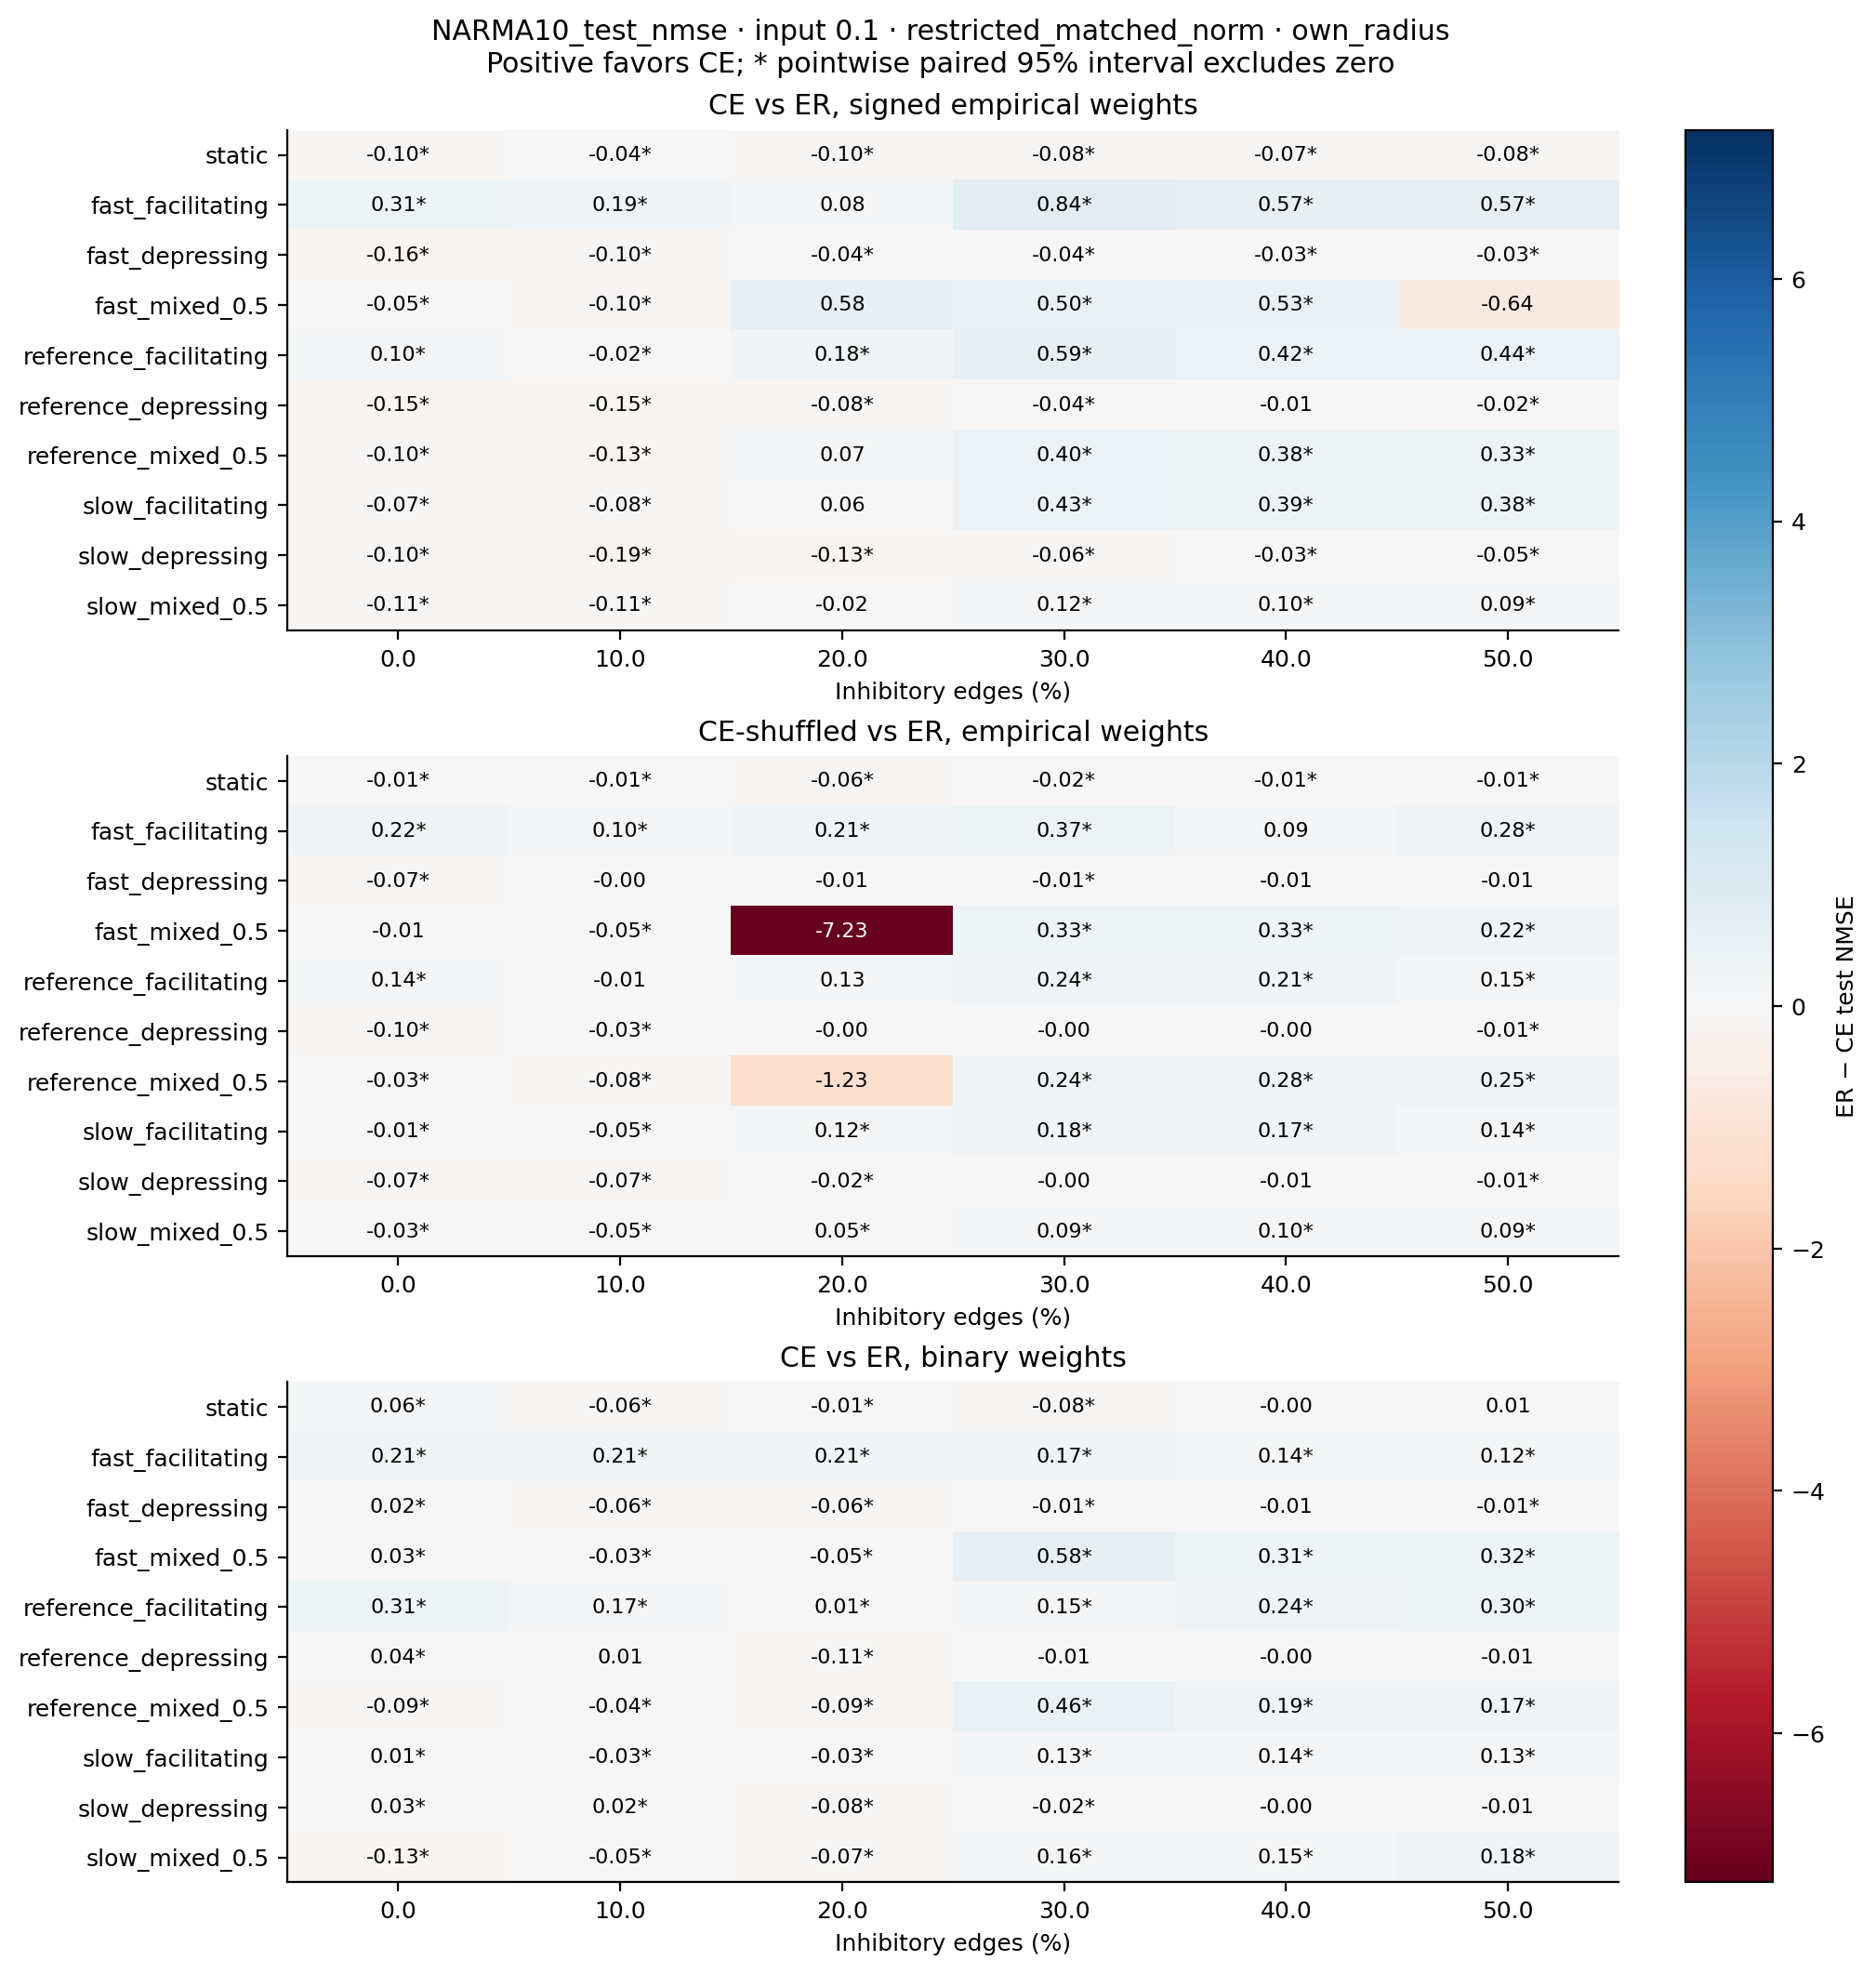 NARMA10_test_nmse · input 0.1 · restricted_matched_norm · own_radius
Positive favors CE; * pointwise paired 95% interval excludes zero
CE vs ER, signed empirical weights
static -0.10* -0.04* -0.10* -0.08* -0.07* -0.08*
fast_facilitating 0.31* 0.19* 0.08 0.84* 0.57* 0.57*
fast_depressing -0.16* -0.10* -0.04* -0.04* -0.03* -0.03*
fast_mixed_0.5 -0.05* -0.10* 0.58 0.50* 0.53* -0.64
reference_facilitating 0.10* -0.02* 0.18* 0.59* 0.42* 0.44*
reference_depressing -0.15* -0.15* -0.08* -0.04* -0.01 -0.02*
reference_mixed_0.5 -0.10* -0.13* 0.07 0.40* 0.38* 0.33*
slow_facilitating -0.07* -0.08* 0.06 0.43* 0.39* 0.38*
slow_depressing -0.10* -0.19* -0.13* -0.06* -0.03* -0.05*
slow_mixed_0.5 -0.11* -0.11* -0.02 0.12* 0.10* 0.09*
0.0 10.0 20.0 30.0 40.0 50.0
Inhibitory edges (%)
CE-shuffled vs ER, empirical weights
static -0.01* -0.01* -0.06* -0.02* -0.01* -0.01*
fast_facilitating 0.22* 0.10* 0.21* 0.37* 0.09 0.28*
fast_depressing -0.07* -0.00 -0.01 -0.01* -0.01 -0.01
fast_mixed_0.5 -0.01 -0.05* -7.23 0.33* 0.33* 0.22*
reference_facilitating 0.14* -0.01 0.13 0.24* 0.21* 0.15*
reference_depressing -0.10* -0.03* -0.00 -0.00 -0.00 -0.01*
reference_mixed_0.5 -0.03* -0.08* -1.23 0.24* 0.28* 0.25*
slow_facilitating -0.01* -0.05* 0.12* 0.18* 0.17* 0.14*
slow_depressing -0.07* -0.07* -0.02* -0.00 -0.01 -0.01*
slow_mixed_0.5 -0.03* -0.05* 0.05* 0.09* 0.10* 0.09*
0.0 10.0 20.0 30.0 40.0 50.0
Inhibitory edges (%)
CE vs ER, binary weights
static 0.06* -0.06* -0.01* -0.08* -0.00 0.01
fast_facilitating 0.21* 0.21* 0.21* 0.17* 0.14* 0.12*
fast_depressing 0.02* -0.06* -0.06* -0.01* -0.01 -0.01*
fast_mixed_0.5 0.03* -0.03* -0.05* 0.58* 0.31* 0.32*
reference_facilitating 0.31* 0.17* 0.01* 0.15* 0.24* 0.30*
reference_depressing 0.04* 0.01 -0.11* -0.01 -0.00 -0.01
reference_mixed_0.5 -0.09* -0.04* -0.09* 0.46* 0.19* 0.17*
slow_facilitating 0.01* -0.03* -0.03* 0.13* 0.14* 0.13*
slow_depressing 0.03* 0.02* -0.08* -0.02* -0.00 -0.01
slow_mixed_0.5 -0.13* -0.05* -0.07* 0.16* 0.15* 0.18*
0.0 10.0 20.0 30.0 40.0 50.0
Inhibitory edges (%)
6
4
2
0
−2
−4
−6
ER − CE test NMSE